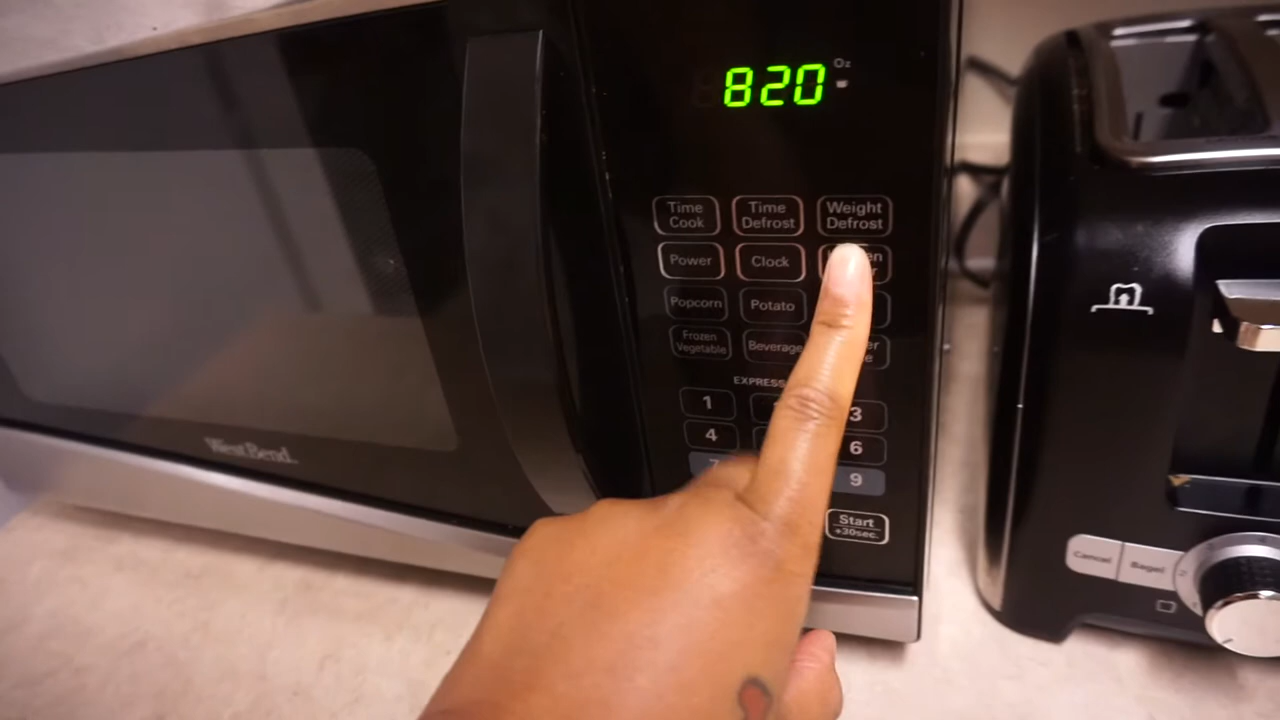 820
Oz
Time
Cook
Time
Defrost
Weight
Defrost
Power
Clock
Popcorn
Potato
Frozen
Vegetable
Beverage
EXPRESS
1
3
4
6
9
Start
+30sec.
West Bend
Cancel
Bagel